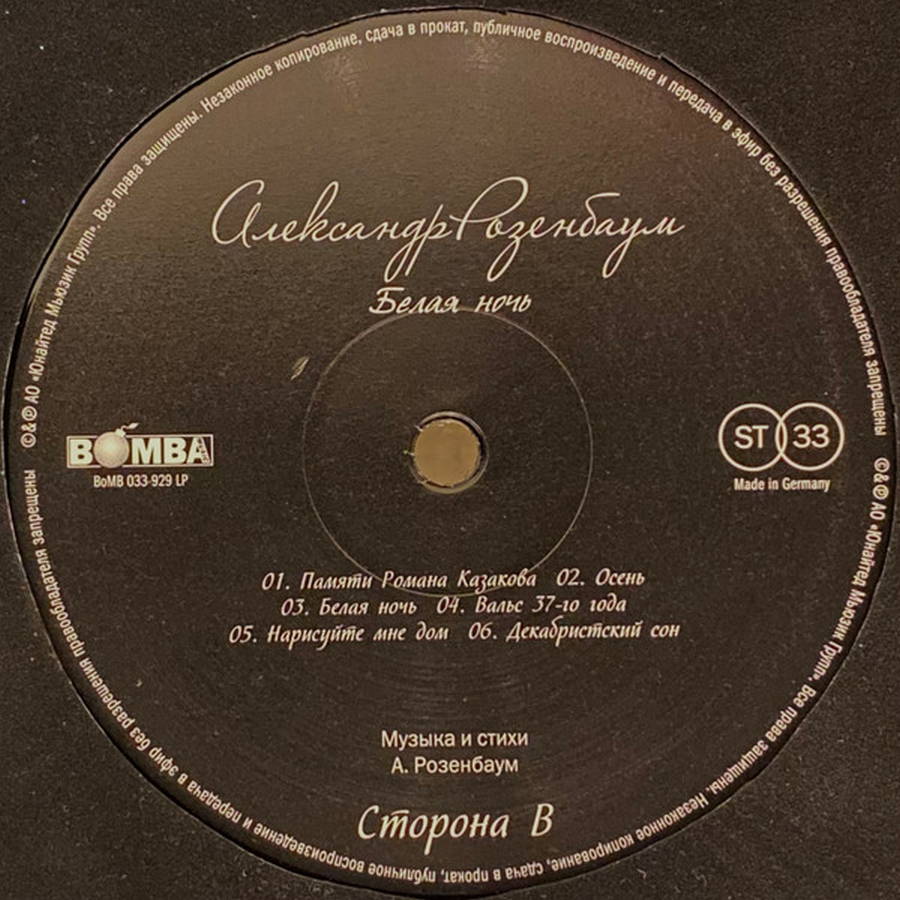 ©&℗ АО «Юнайтед Мьюзик Групп». Все права защищены. Незаконное копирование, сдача в прокат, публичное воспроизведение и передача в эфир без разрешения правообладателя запрещены
©&℗ АО «Юнайтед Мьюзик Групп». Все права защищены. Незаконное копирование, сдача в прокат, публичное воспроизведение и передача в эфир без разрешения правообладателя запрещены
Александр Розенбаум
Белая ночь
BOMBA
BoMB 033-929 LP
ST 33
Made in Germany
01. Памяти Романа Казакова 02. Осень
03. Белая ночь 04. Вальс 37-го года
05. Нарисуйте мне дом 06. Декабристский сон
Музыка и стихи
А. Розенбаум
Сторона В